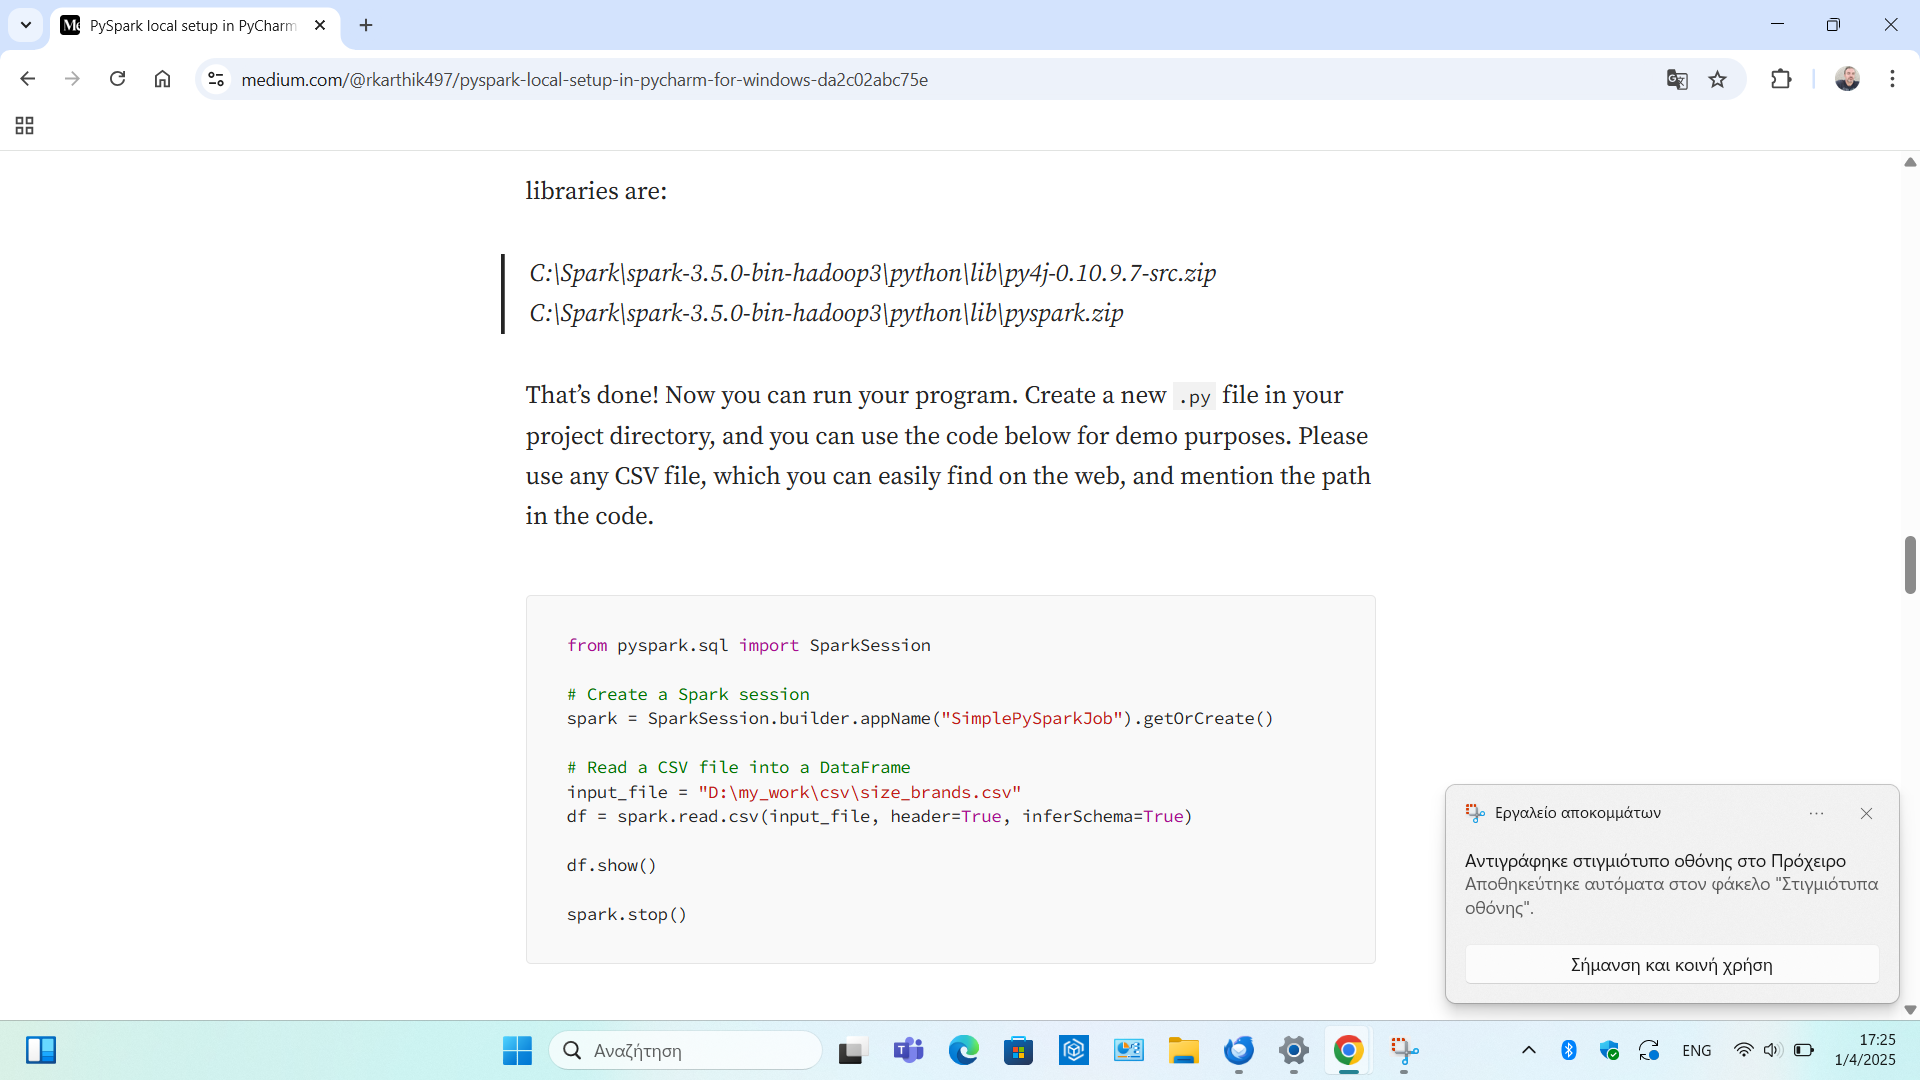 PySpark local setup in PyCharm
medium.com/@rkarthik497/pyspark-local-setup-in-pycharm-for-windows-da2c02abc75e
libraries are:
C:\Spark\spark-3.5.0-bin-hadoop3\python\lib\py4j-0.10.9.7-src.zip
C:\Spark\spark-3.5.0-bin-hadoop3\python\lib\pyspark.zip
That’s done! Now you can run your program. Create a new .py file in your
project directory, and you can use the code below for demo purposes. Please
use any CSV file, which you can easily find on the web, and mention the path
in the code.
from pyspark.sql import SparkSession
# Create a Spark session
spark = SparkSession.builder.appName("SimplePySparkJob").getOrCreate()
# Read a CSV file into a DataFrame
input_file = "D:\my_work\csv\size_brands.csv"
df = spark.read.csv(input_file, header=True, inferSchema=True)
df.show()
spark.stop()
Εργαλείο αποκομμάτων
Αντιγράφηκε στιγμιότυπο οθόνης στο Πρόχειρο
Αποθηκεύτηκε αυτόματα στον φάκελο "Στιγμιότυπα
οθόνης".
Σήμανση και κοινή χρήση
Αναζήτηση
ENG
17:25
1/4/2025